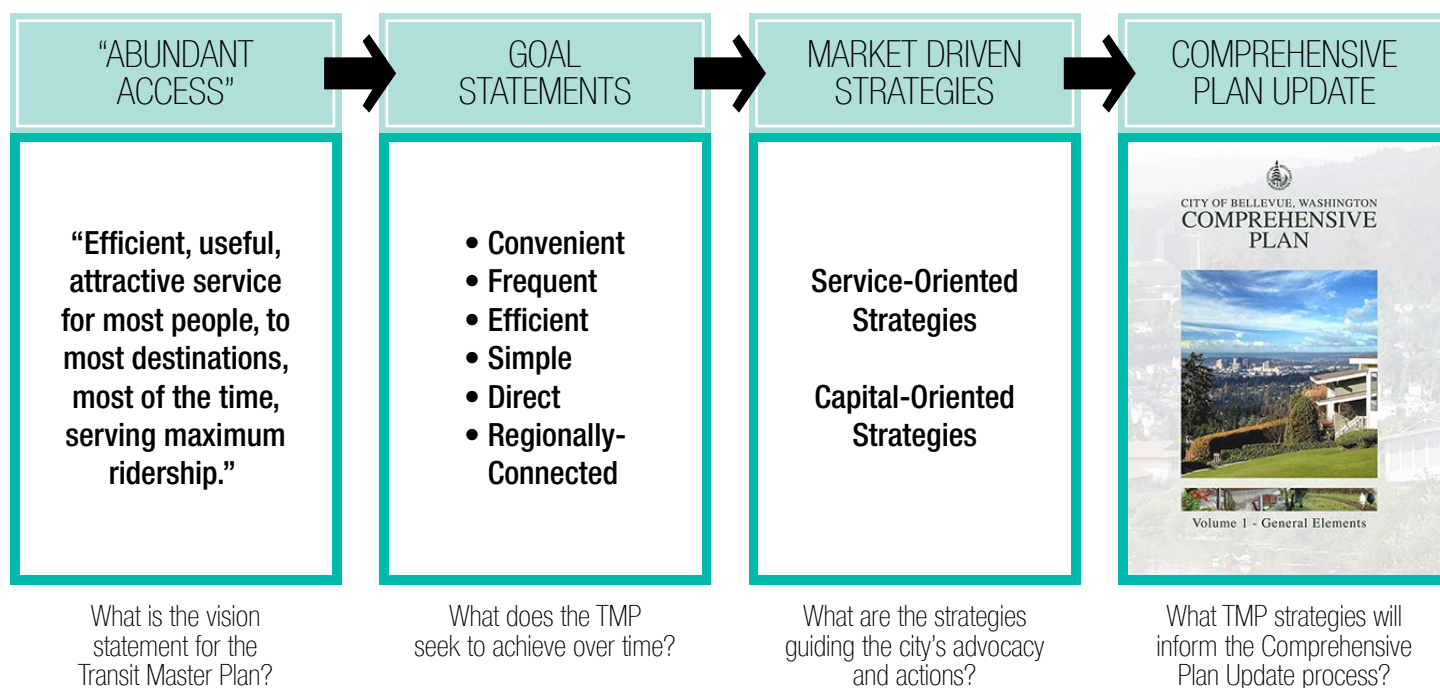 “ABUNDANT
ACCESS”
GOAL
STATEMENTS
MARKET DRIVEN
STRATEGIES
COMPREHENSIVE
PLAN UPDATE
“Efficient, useful,
attractive service
for most people, to
most destinations,
most of the time,
serving maximum
ridership.”
• Convenient
• Frequent
• Efficient
• Simple
• Direct
• Regionally-
Connected
Service-Oriented
Strategies
Capital-Oriented
Strategies
CITY OF BELLEVUE, WASHINGTON
COMPREHENSIVE
PLAN
Volume 1 - General Elements
What is the vision
statement for the
Transit Master Plan?
What does the TMP
seek to achieve over time?
What are the strategies
guiding the city’s advocacy
and actions?
What TMP strategies will
inform the Comprehensive
Plan Update process?